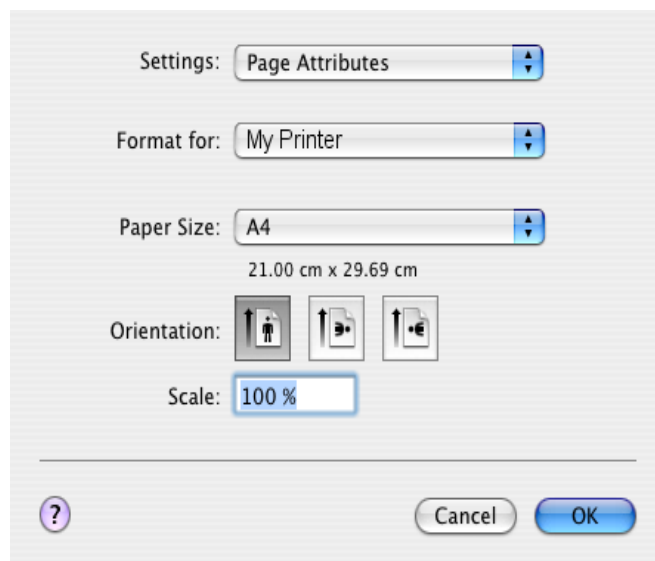 Settings: Page Attributes
Format for: My Printer
Paper Size: A4
21.00 cm x 29.69 cm
Orientation:
Scale: 100 %
? Cancel OK